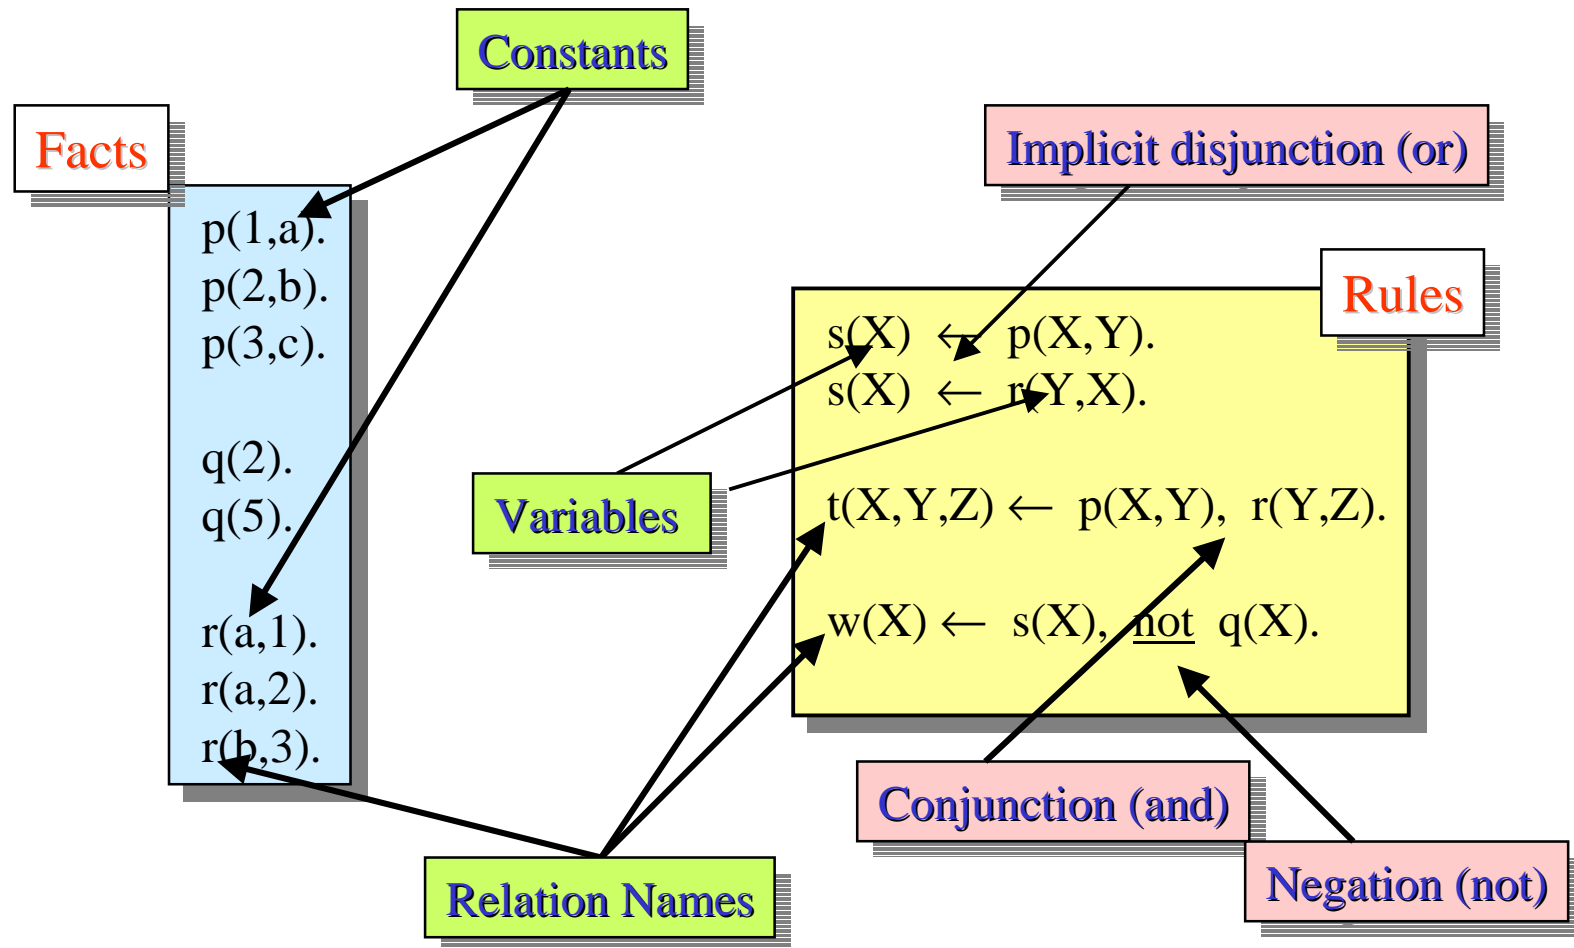 Constants
Facts
Implicit disjunction (or)
p(1,a).
p(2,b).
p(3,c).
q(2).
q(5).
r(a,1).
r(a,2).
r(b,3).
Rules
s(X) ← p(X,Y).
s(X) ← r(Y,X).
t(X,Y,Z) ← p(X,Y), r(Y,Z).
w(X) ← s(X), not q(X).
Variables
Conjunction (and)
Negation (not)
Relation Names